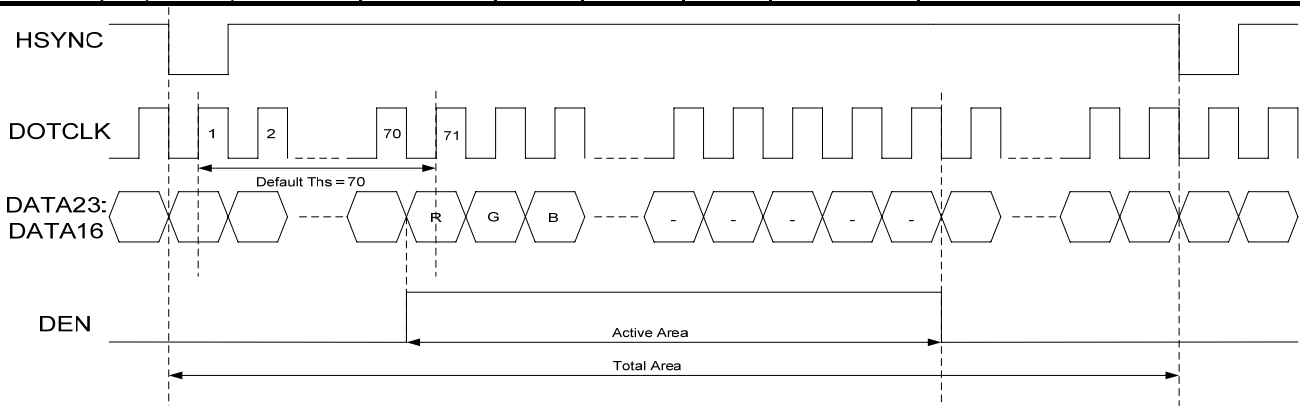 HSYNC
DOTCLK
1 2 70 71
Default Ths = 70
DATA23:
DATA16
R G B - - - - -
DEN
Active Area
Total Area